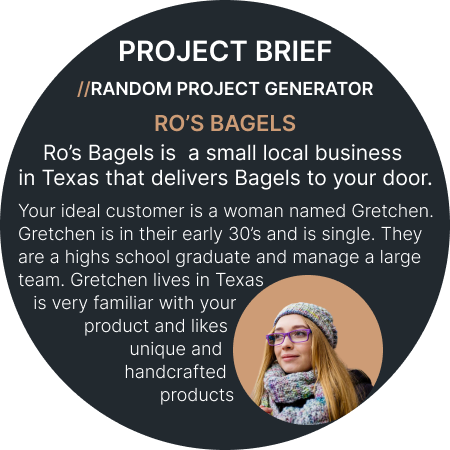 PROJECT BRIEF
//RANDOM PROJECT GENERATOR
RO’S BAGELS
Ro’s Bagels is a small local business
in Texas that delivers Bagels to your door.
Your ideal customer is a woman named Gretchen.
Gretchen is in their early 30’s and is single. They
are a highs school graduate and manage a large
team. Gretchen lives in Texas
is very familiar with your
product and likes
unique and
handcrafted
products